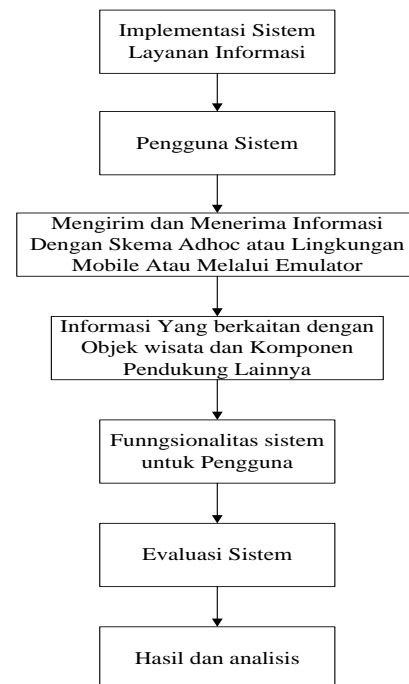 Implementasi Sistem
Layanan Informasi
Pengguna Sistem
Mengirim dan Menerima Informasi
Dengan Skema Adhoc atau Lingkungan
Mobile Atau Melalui Emulator
Informasi Yang berkaitan dengan
Objek wisata dan Komponen
Pendukung Lainnya
Funngsionalitas sistem
untuk Pengguna
Evaluasi Sistem
Hasil dan analisis